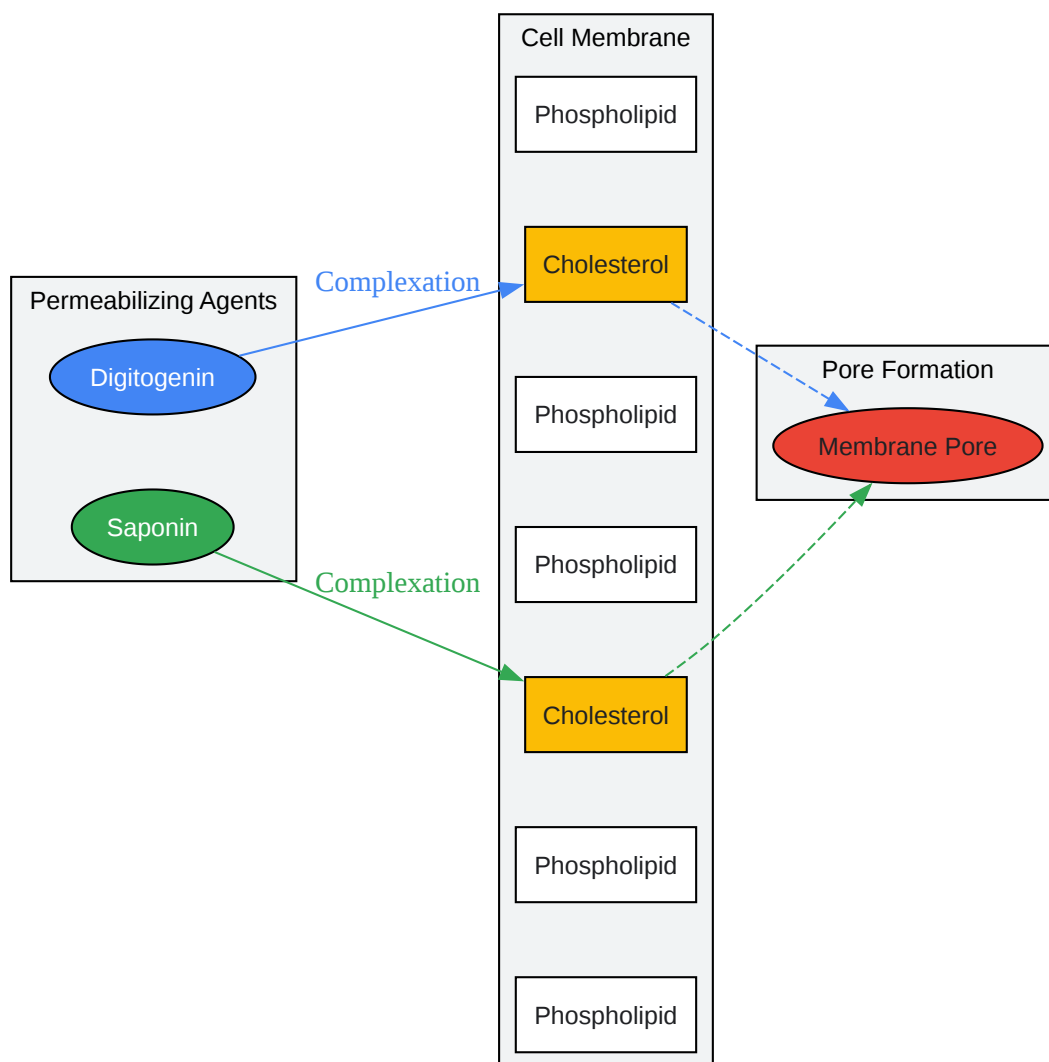 Permeabilizing Agents
Digitogenin
Saponin
Complexation
Complexation
Cell Membrane
Phospholipid
Cholesterol
Phospholipid
Phospholipid
Cholesterol
Phospholipid
Phospholipid
Pore Formation
Membrane Pore